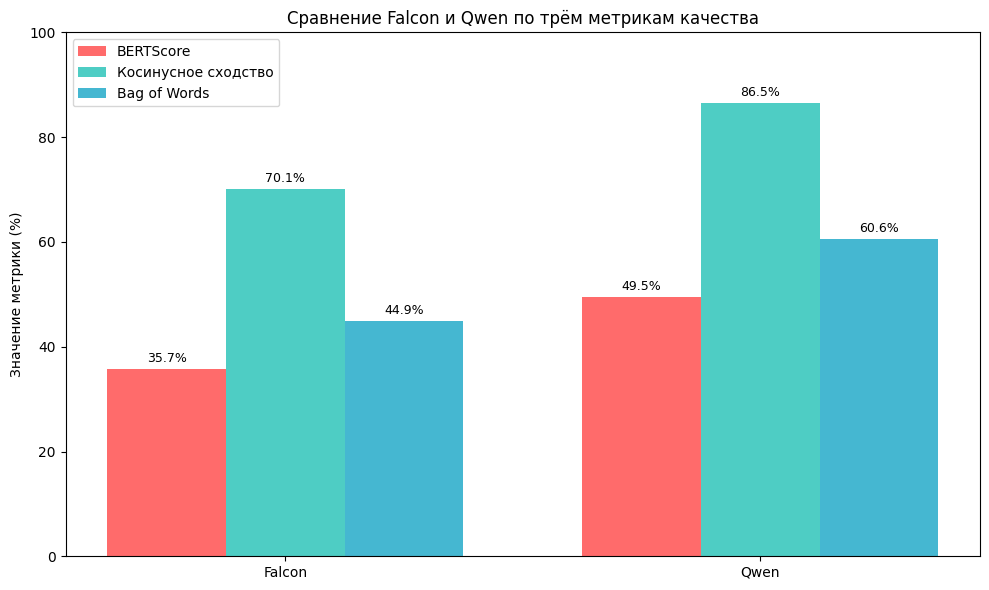 Сравнение Falcon и Qwen по трём метрикам качества
BERTScore
Косинусное сходство
Bag of Words
Значение метрики (%)
100
80
60
40
20
0
35.7%
70.1%
44.9%
49.5%
86.5%
60.6%
Falcon
Qwen